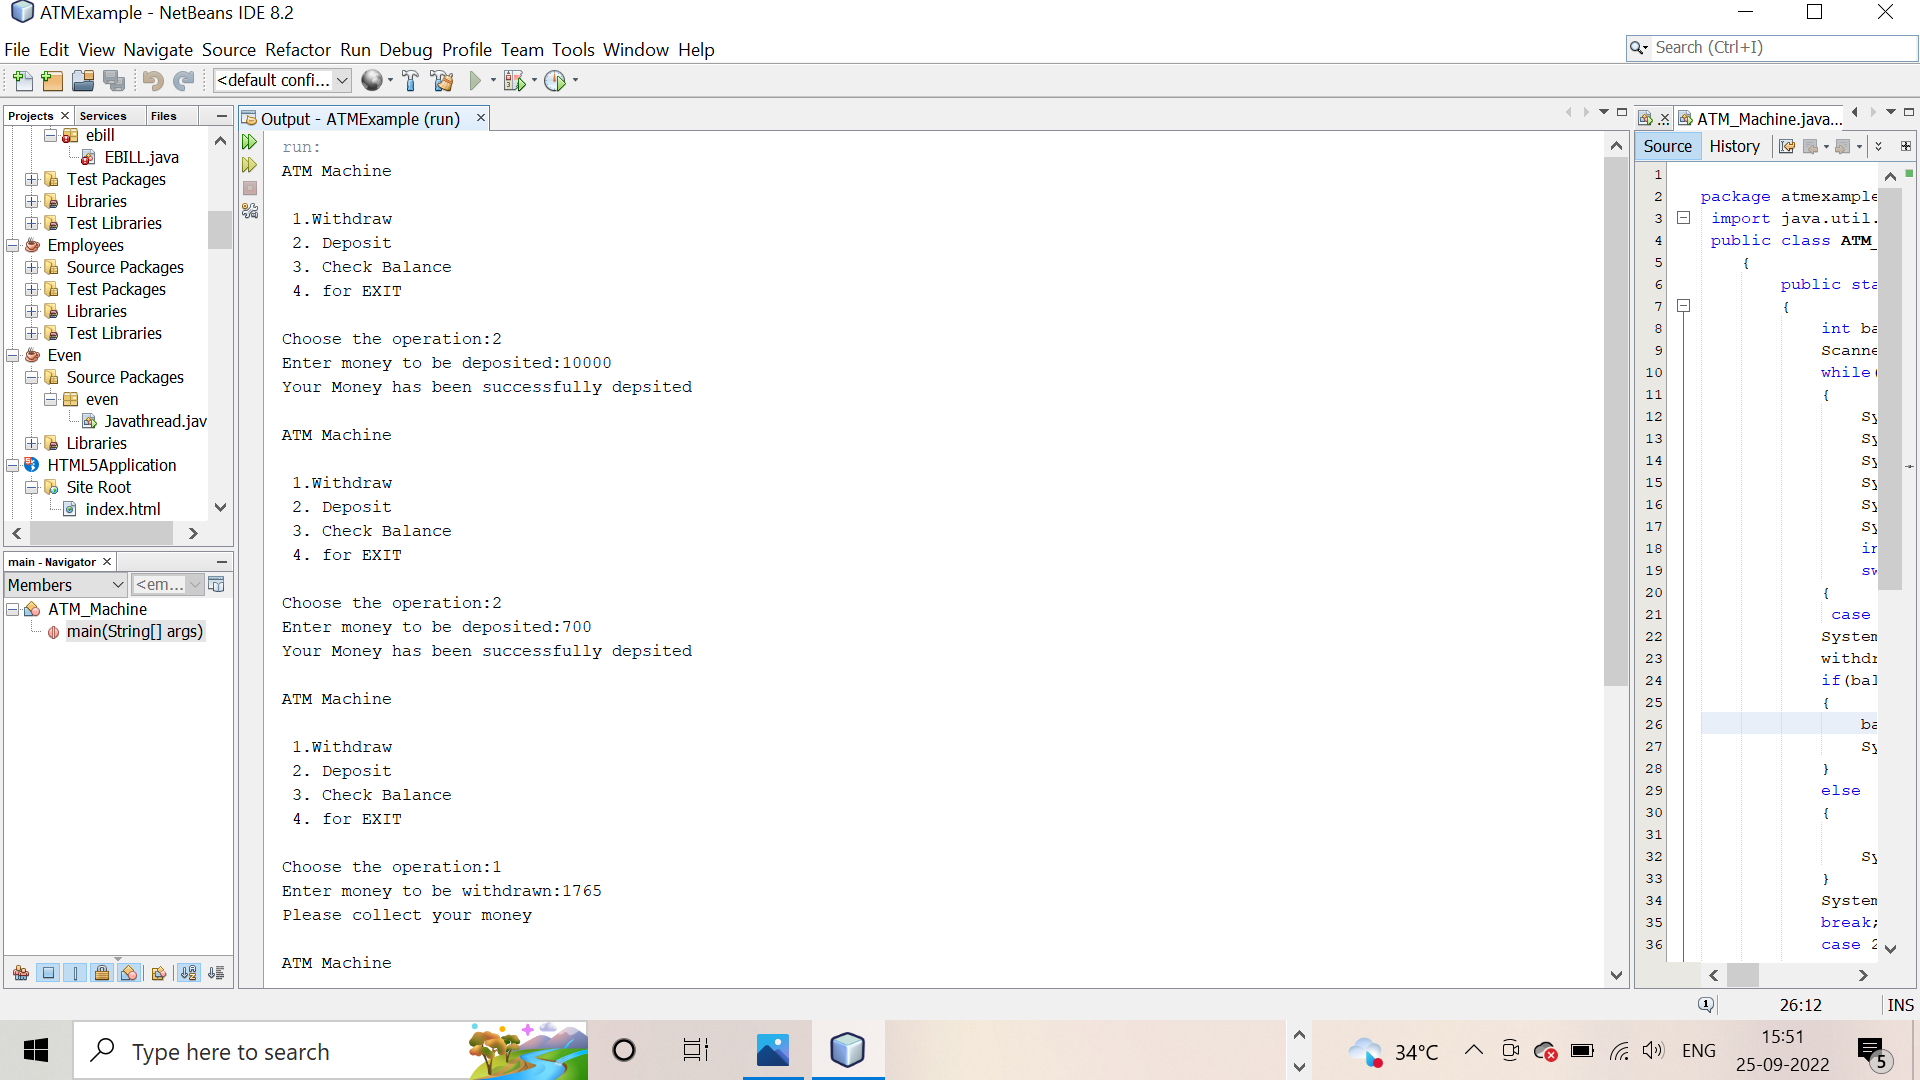 ATMExample - NetBeans IDE 8.2
File Edit View Navigate Source Refactor Run Debug Profile Team Tools Window Help
Search (Ctrl+I)
<default confi...
Projects
Services
Files
ebill
EBILL.java
Test Packages
Libraries
Test Libraries
Employees
Source Packages
Test Packages
Libraries
Test Libraries
Even
Source Packages
even
Javathread.jav
Libraries
HTML5Application
Site Root
index.html
main - Navigator
Members
<em...
ATM_Machine
main(String[] args)
Output - ATMExample (run)
run:
ATM Machine
1.Withdraw
2. Deposit
3. Check Balance
4. for EXIT
Choose the operation:2
Enter money to be deposited:10000
Your Money has been successfully depsited
ATM Machine
1.Withdraw
2. Deposit
3. Check Balance
4. for EXIT
Choose the operation:2
Enter money to be deposited:700
Your Money has been successfully depsited
ATM Machine
1.Withdraw
2. Deposit
3. Check Balance
4. for EXIT
Choose the operation:1
Enter money to be withdrawn:1765
Please collect your money
ATM Machine
ATM_Machine.java...
Source History
1
2 package atmexample
3 import java.util.
4 public class ATM_
5 {
6 public sta
7 {
8 int ba
9 Scanne
10 while(
11 {
12 Sy
13 Sy
14 Sy
15 Sy
16 Sy
17 Sy
18 in
19 sw
20 {
21 case
22 System
23 withdr
24 if(bal
25 {
26 ba
27 Sy
28 }
29 else
30 {
31
32 Sy
33 }
34 System
35 break;
36 case 2
26:12
INS
Type here to search
34°C
ENG
15:51
25-09-2022
5